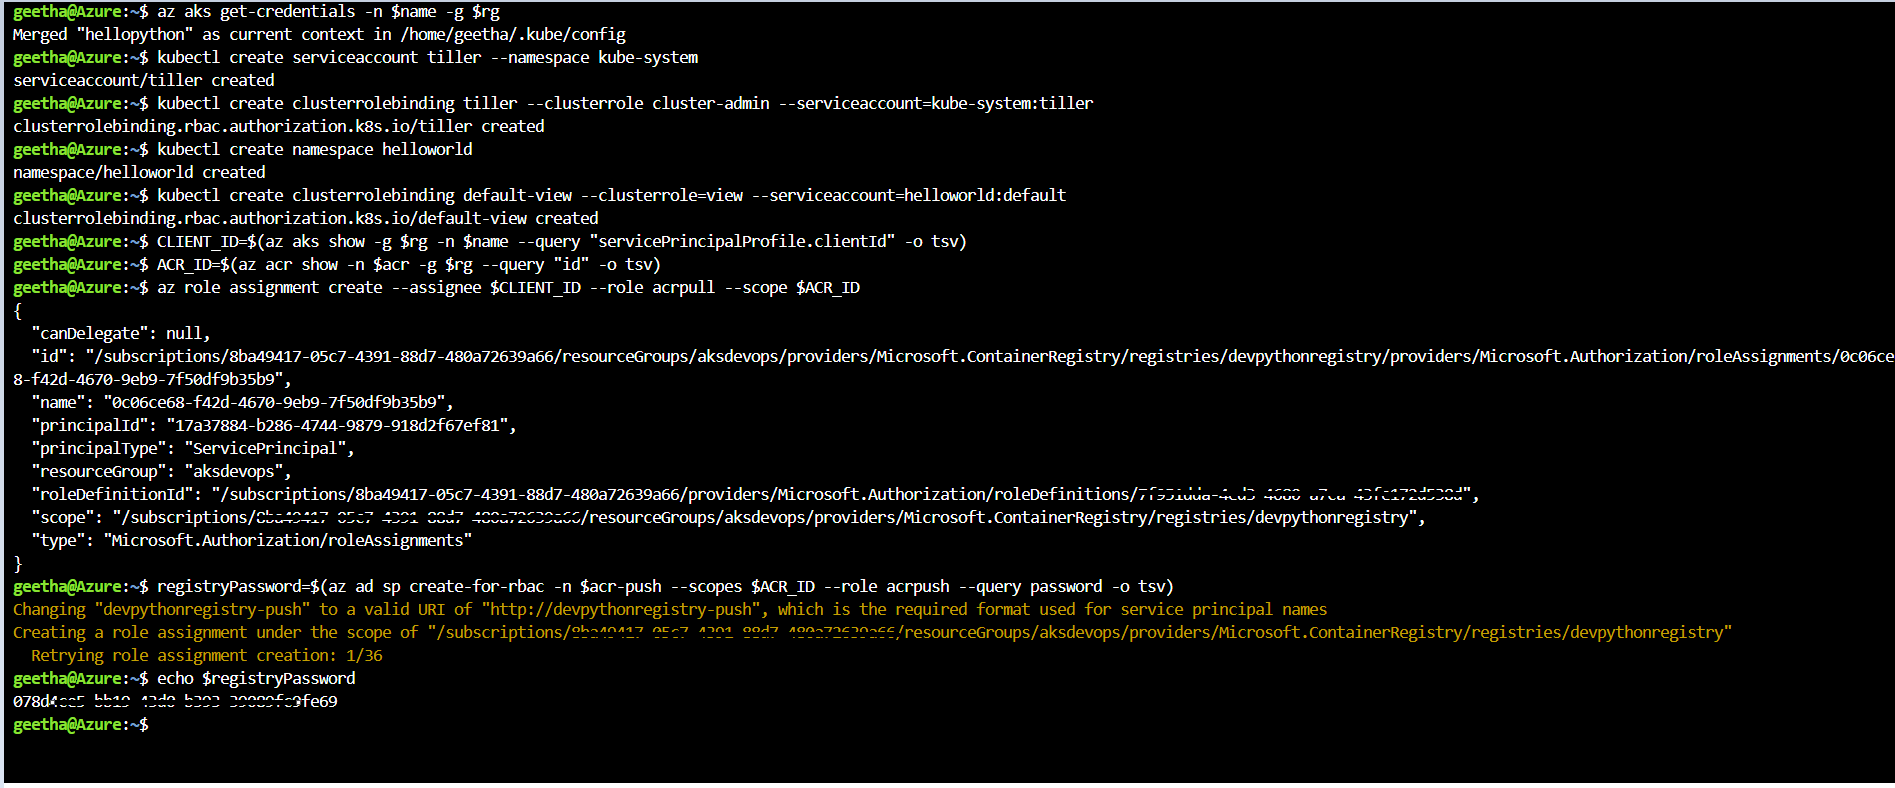 geetha@Azure:~$ az aks get-credentials -n $name -g $rg
Merged "hellopython" as current context in /home/geetha/.kube/config
geetha@Azure:~$ kubectl create serviceaccount tiller --namespace kube-system
serviceaccount/tiller created
geetha@Azure:~$ kubectl create clusterrolebinding tiller --clusterrole cluster-admin --serviceaccount=kube-system:tiller
clusterrolebinding.rbac.authorization.k8s.io/tiller created
geetha@Azure:~$ kubectl create namespace helloworld
namespace/helloworld created
geetha@Azure:~$ kubectl create clusterrolebinding default-view --clusterrole=view --serviceaccount=helloworld:default
clusterrolebinding.rbac.authorization.k8s.io/default-view created
geetha@Azure:~$ CLIENT_ID=$(az aks show -g $rg -n $name --query "servicePrincipalProfile.clientId" -o tsv)
geetha@Azure:~$ ACR_ID=$(az acr show -n $acr -g $rg --query "id" -o tsv)
geetha@Azure:~$ az role assignment create --assignee $CLIENT_ID --role acrpull --scope $ACR_ID
{
"canDelegate": null,
"id": "/subscriptions/8ba49417-05c7-4391-88d7-480a72639a66/resourceGroups/aksdevops/providers/Microsoft.ContainerRegistry/registries/devpythonregistry/providers/Microsoft.Authorization/roleAssignments/0c06ce
8-f42d-4670-9eb9-7f50df9b35b9",
"name": "0c06ce68-f42d-4670-9eb9-7f50df9b35b9",
"principalId": "17a37884-b286-4744-9879-918d2f67ef81",
"principalType": "ServicePrincipal",
"resourceGroup": "aksdevops",
"roleDefinitionId": "/subscriptions/8ba49417-05c7-4391-88d7-480a72639a66/providers/Microsoft.Authorization/roleDefinitions/",
"scope": "/subscriptions/ /resourceGroups/aksdevops/providers/Microsoft.ContainerRegistry/registries/devpythonregistry",
"type": "Microsoft.Authorization/roleAssignments"
}
geetha@Azure:~$ registryPassword=$(az ad sp create-for-rbac -n $acr-push --scopes $ACR_ID --role acrpush --query password -o tsv)
Changing "devpythonregistry-push" to a valid URI of "http://devpythonregistry-push", which is the required format used for service principal names
Creating a role assignment under the scope of "/subscriptions/ /resourceGroups/aksdevops/providers/Microsoft.ContainerRegistry/registries/devpythonregistry"
Retrying role assignment creation: 1/36
geetha@Azure:~$ echo $registryPassword
geetha@Azure:~$